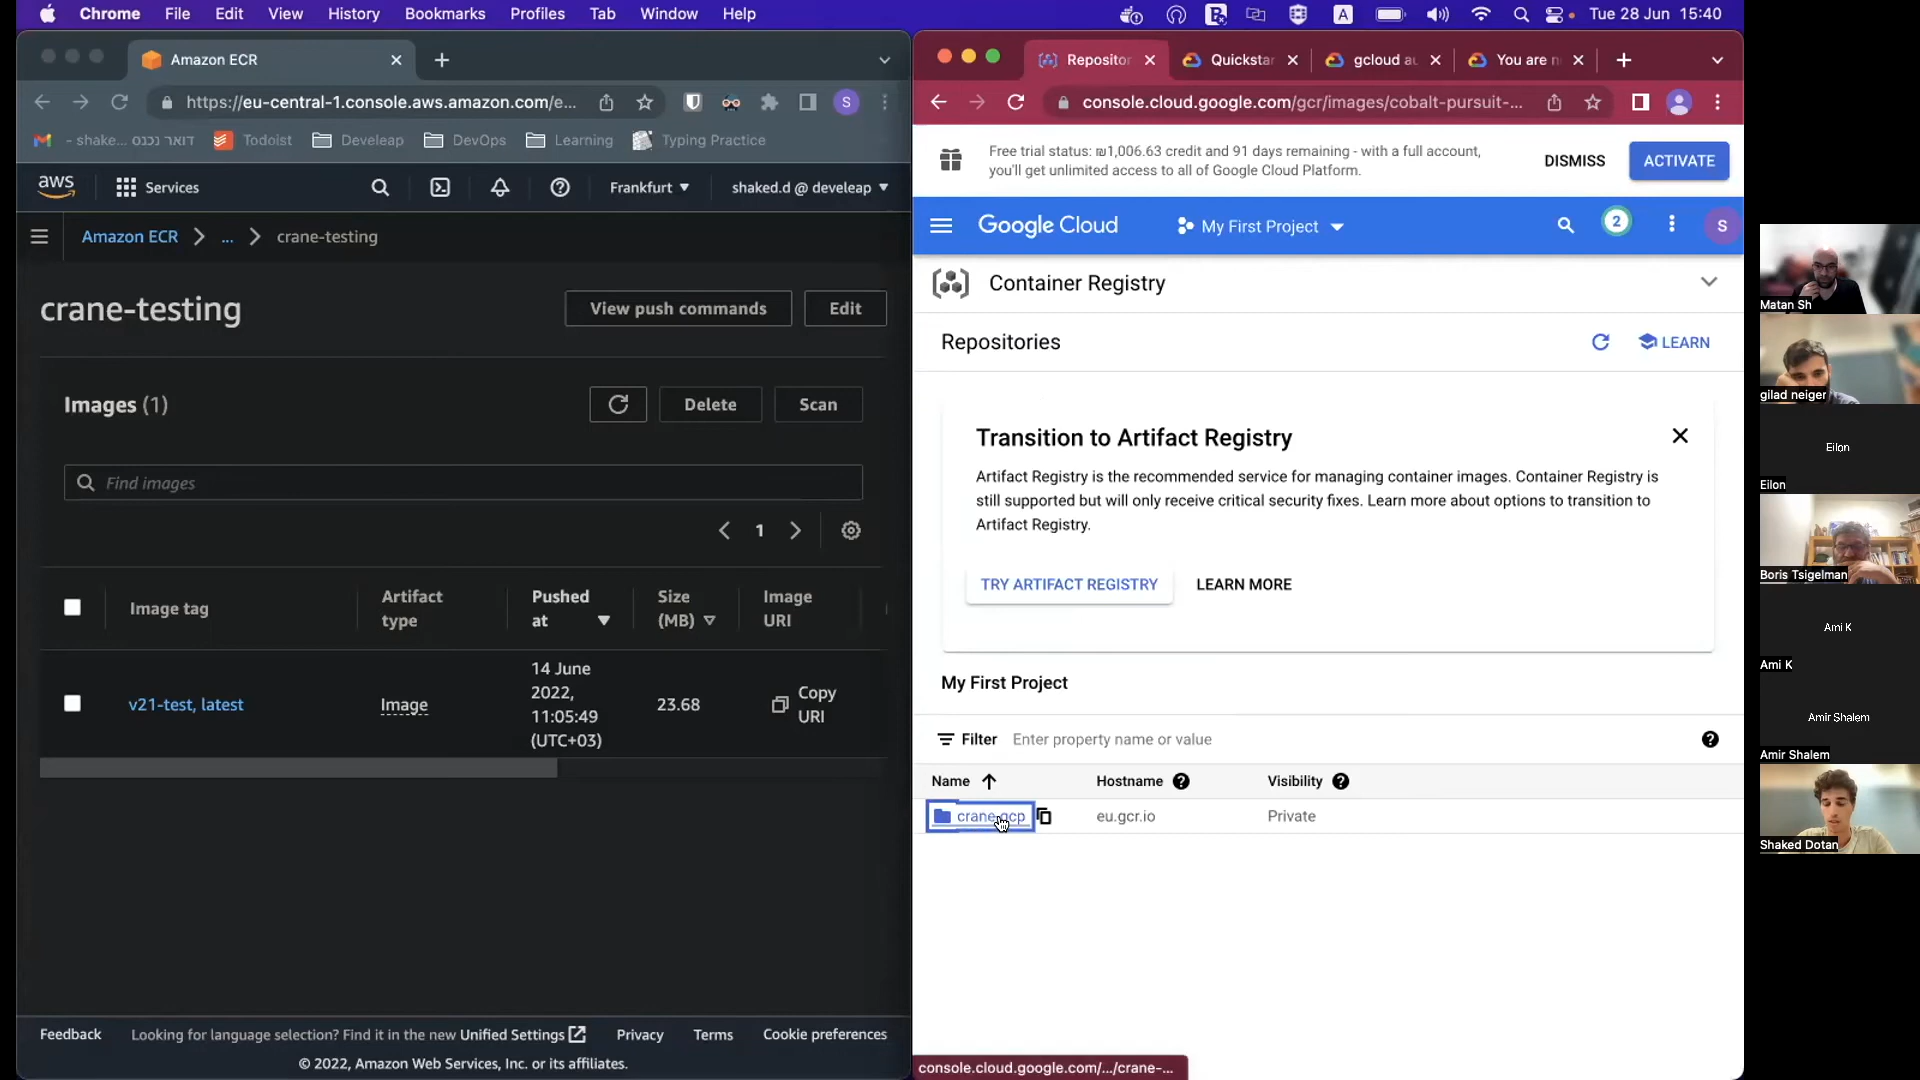 Chrome File Edit View History Bookmarks Profiles Tab Window Help
A
Tue 28 Jun 15:40
Amazon ECR
https://eu-central-1.console.aws.amazon.com/e...
S
- shake... דואר נכנס
Todoist
Develeap
DevOps
Learning
Typing Practice
aws
Services
Frankfurt
shaked.d @ develeap
Amazon ECR
...
crane-testing
crane-testing
View push commands
Edit
Images (1)
Delete
Scan
Find images
1
Image tag
Artifact type
Pushed at
Size (MB)
Image URI
v21-test, latest
Image
14 June
2022,
11:05:49
(UTC+03)
23.68
Copy
URI
Feedback
Looking for language selection? Find it in the new Unified Settings
Privacy
Terms
Cookie preferences
© 2022, Amazon Web Services, Inc. or its affiliates.
Repositor
Quickstar
gcloud au
You are n
console.cloud.google.com/gcr/images/cobalt-pursuit-...
Free trial status: ₪1,006.63 credit and 91 days remaining - with a full account,
you'll get unlimited access to all of Google Cloud Platform.
DISMISS
ACTIVATE
Google Cloud
My First Project
2
S
Container Registry
Repositories
LEARN
Transition to Artifact Registry
Artifact Registry is the recommended service for managing container images. Container Registry is
still supported but will only receive critical security fixes. Learn more about options to transition to
Artifact Registry.
TRY ARTIFACT REGISTRY
LEARN MORE
My First Project
Filter
Enter property name or value
Name
Hostname
Visibility
crane-gcp
eu.gcr.io
Private
console.cloud.google.com/.../crane-...
Matan Sh
gilad neiger
Eilon
Eilon
Boris Tsigelman
Ami K
Ami K
Amir Shalem
Amir Shalem
Shaked Dotan